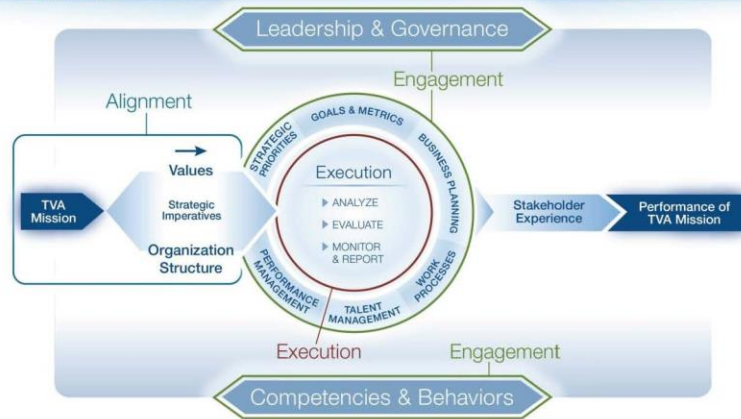 Leadership & Governance
Engagement
Alignment
Values
TVA
Mission
Strategic
Imperatives
Organization
Structure
STRATEGIC
PRIORITIES
GOALS & METRICS
BUSINESS PLANNING
WORK
PROCESSES
TALENT
MANAGEMENT
PERFORMANCE
MANAGEMENT
Execution
ANALYZE
EVALUATE
MONITOR
& REPORT
Stakeholder
Experience
Performance of
TVA Mission
Execution
Engagement
Competencies & Behaviors